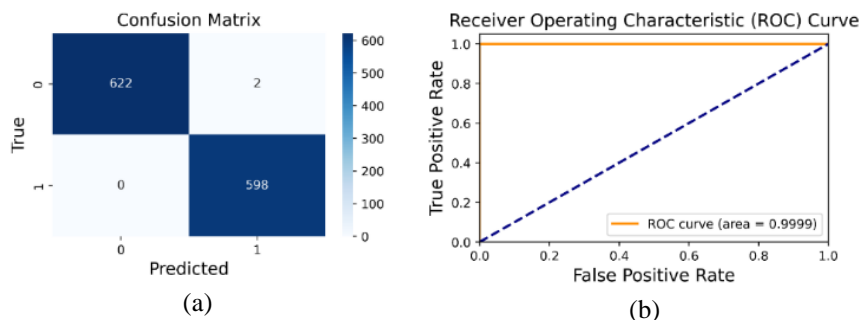 Confusion Matrix
True
0
1
622
2
0
598
0
1
Predicted
600
500
400
300
200
100
0
(a)
Receiver Operating Characteristic (ROC) Curve
True Positive Rate
1.0
0.8
0.6
0.4
0.2
0.0
ROC curve (area = 0.9999)
0.0 0.2 0.4 0.6 0.8 1.0
False Positive Rate
(b)